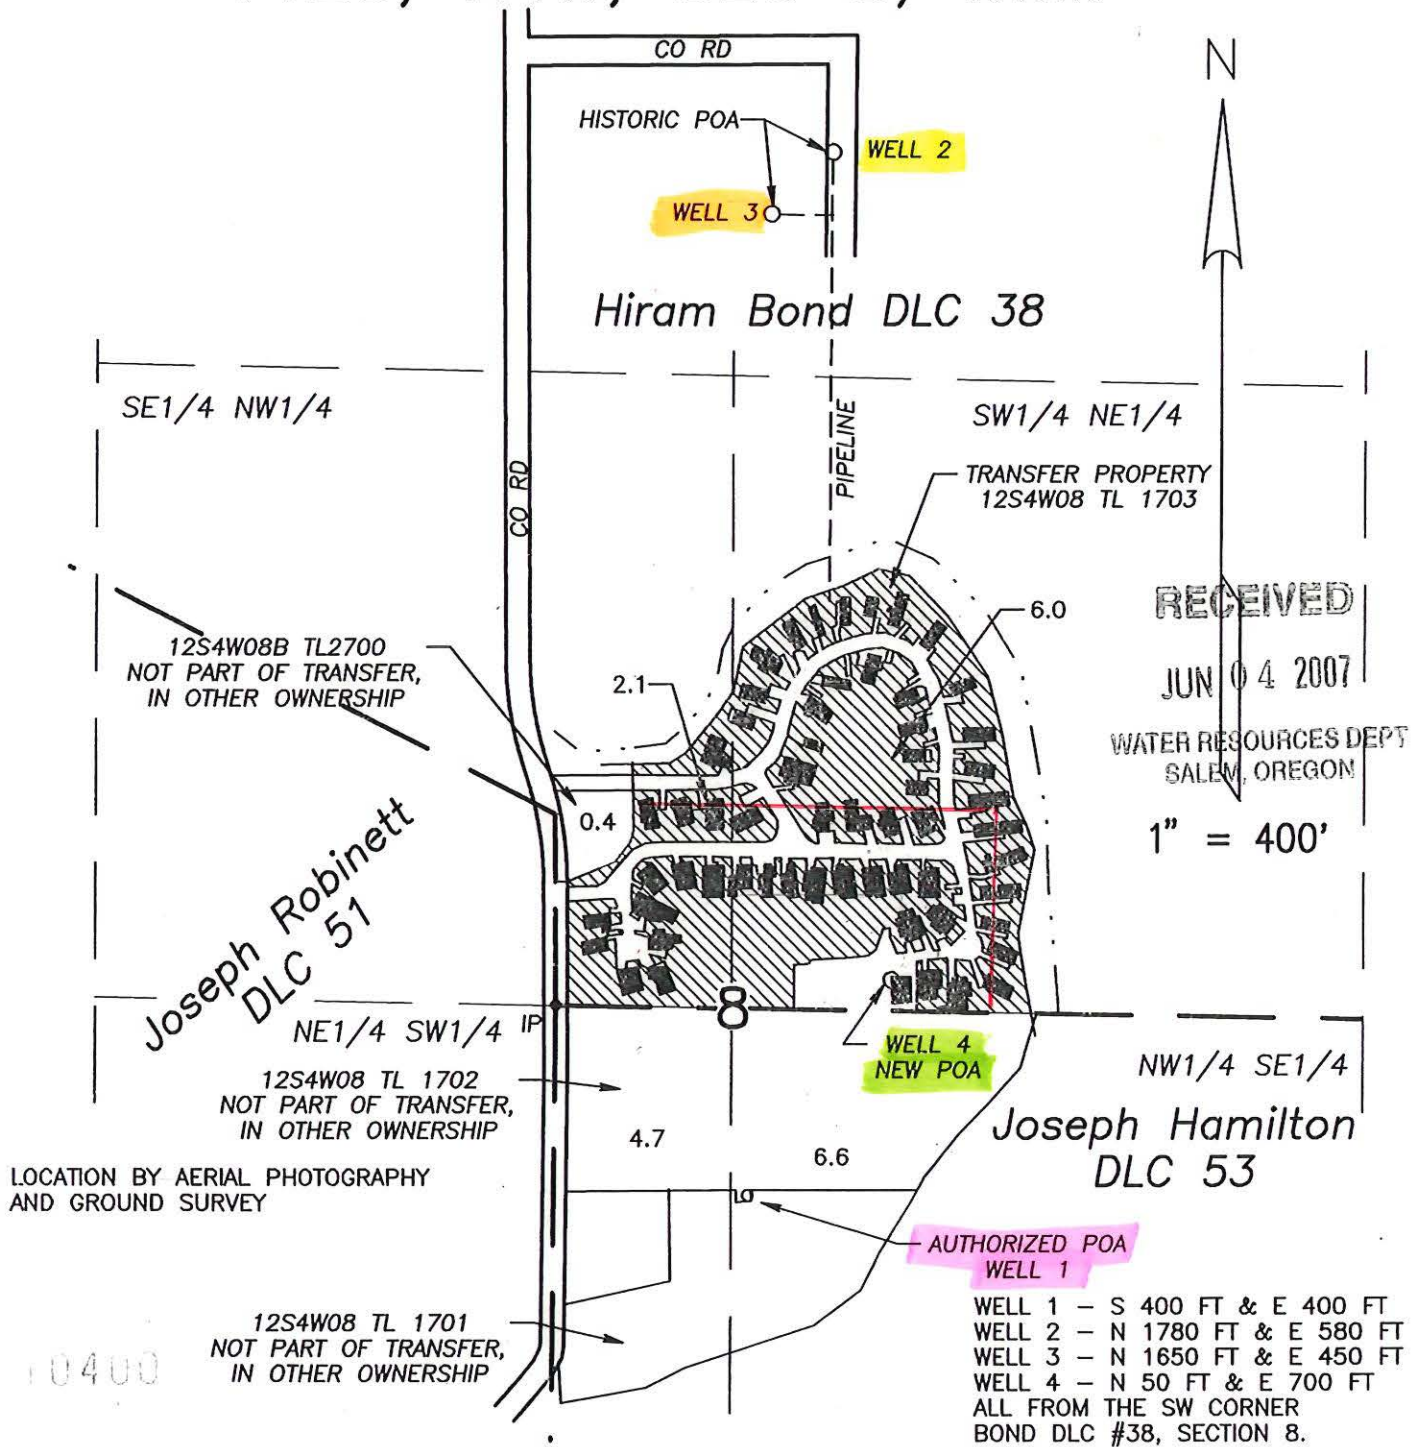 CO RD
HISTORIC POA
WELL 2
WELL 3
N
Hiram Bond DLC 38
SE1/4 NW1/4
SW1/4 NE1/4
CO RD
PIPELINE
TRANSFER PROPERTY
12S4W08 TL 1703
RECEIVED
JUN 04 2007
WATER RESOURCES DEPT
SALEM, OREGON
1" = 400'
12S4W08B TL2700
NOT PART OF TRANSFER,
IN OTHER OWNERSHIP
2.1
6.0
0.4
Joseph Robinett
DLC 51
NE1/4 SW1/4
IP
8
WELL 4
NEW POA
NW1/4 SE1/4
12S4W08 TL 1702
NOT PART OF TRANSFER,
IN OTHER OWNERSHIP
4.7
6.6
Joseph Hamilton
DLC 53
LOCATION BY AERIAL PHOTOGRAPHY
AND GROUND SURVEY
AUTHORIZED POA
WELL 1
12S4W08 TL 1701
NOT PART OF TRANSFER,
IN OTHER OWNERSHIP
10400
WELL 1 - S 400 FT & E 400 FT
WELL 2 - N 1780 FT & E 580 FT
WELL 3 - N 1650 FT & E 450 FT
WELL 4 - N 50 FT & E 700 FT
ALL FROM THE SW CORNER
BOND DLC #38, SECTION 8.